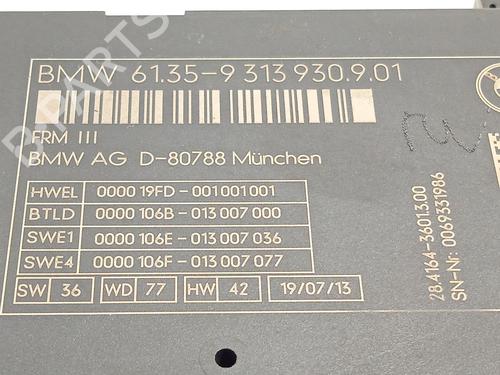 BMW 61.35-9 313 930.9.01
FRM III
BMW AG D-80788 München
HWEL 0000 19FD-001001001
BTLD 0000 106B-013 007 000
SWE1 0000 106E-013 007 036
SWE4 0000 106F-013 007 077
SW 36 WD 77 HW 42 19/07/13
28.4164-3601.3.00
SN-Nr: 0069331986
B-PARTS